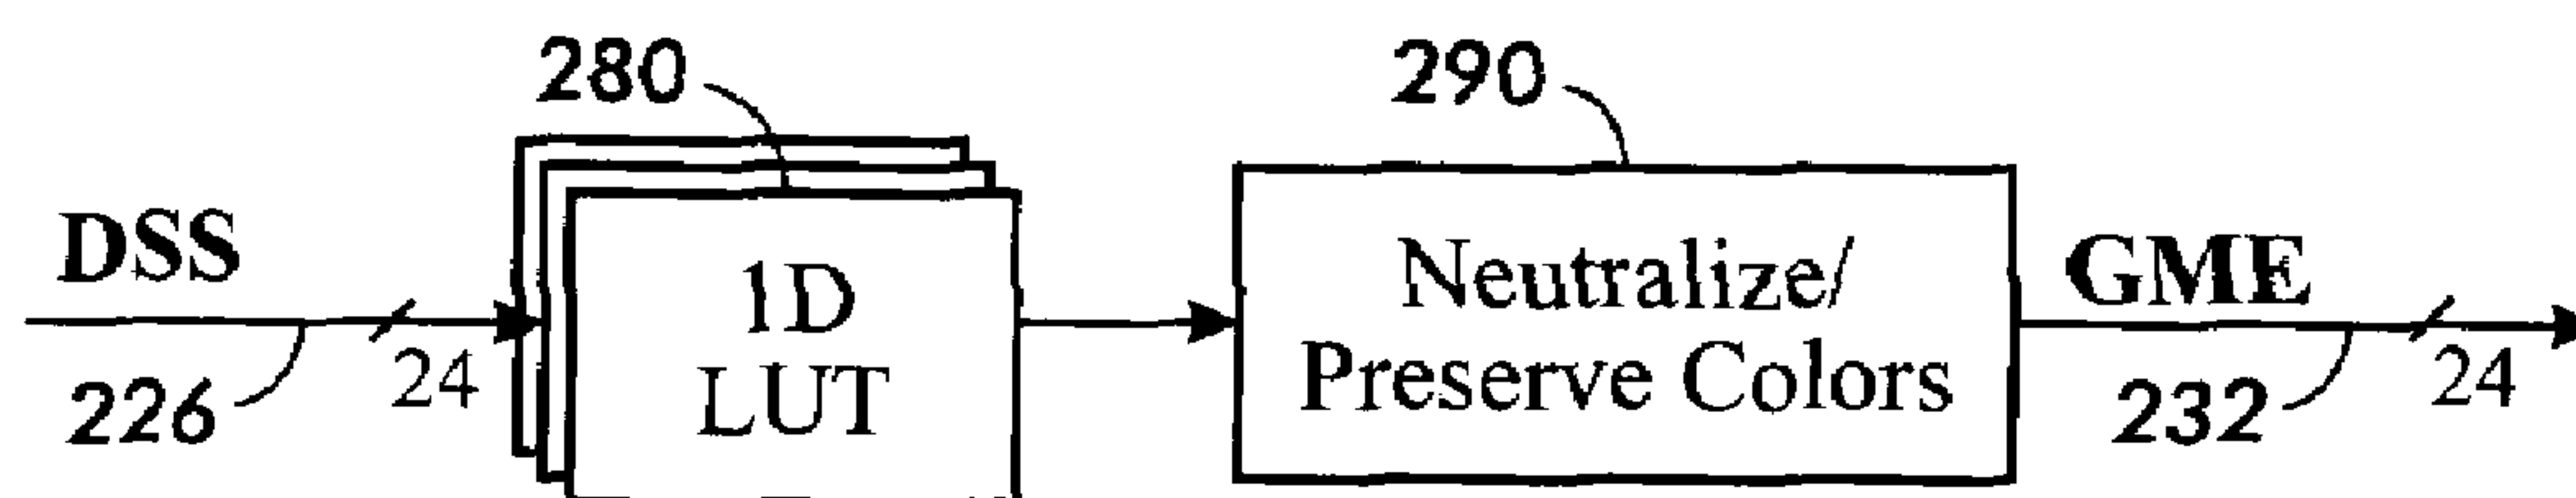 280
290
DSS
24
226
1D
LUT
Neutralize/
Preserve Colors
GME
24
232